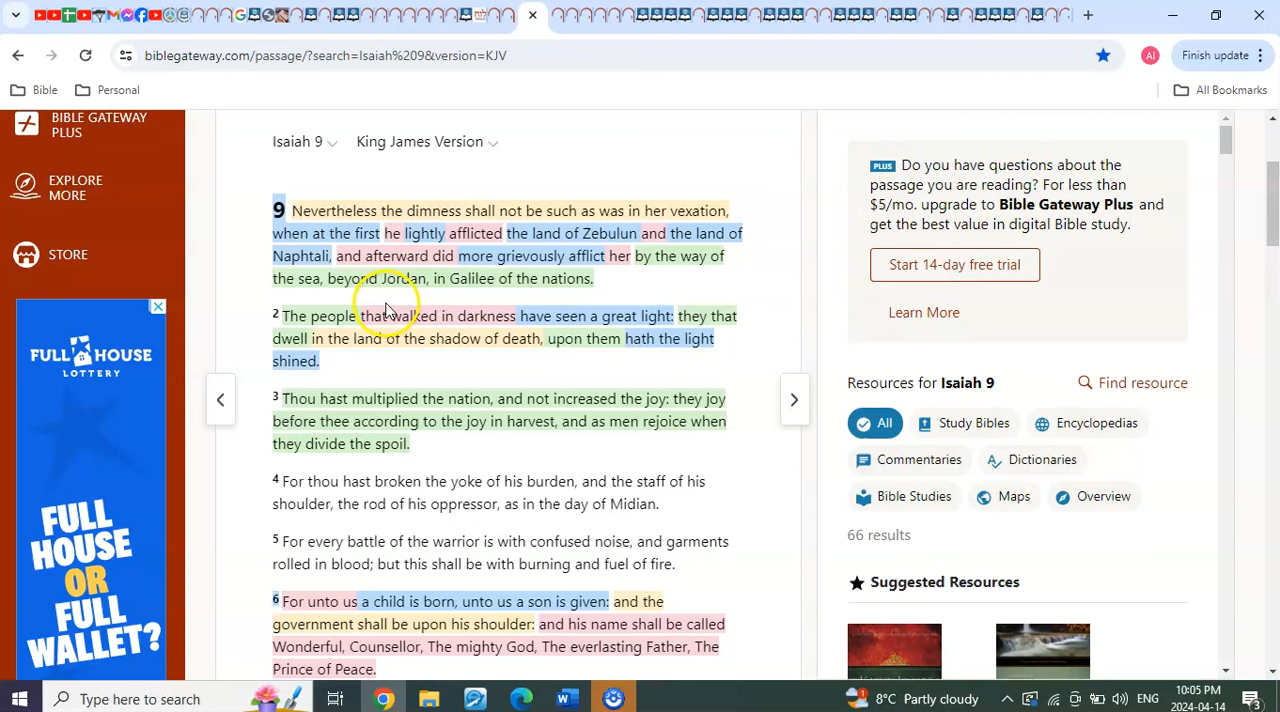 biblegateway.com/passage/?search=Isaiah%209&version=KJV
AI
Finish update
Bible
Personal
All Bookmarks
BIBLE GATEWAY
PLUS
EXPLORE
MORE
STORE
FULL HOUSE
LOTTERY
FULL
HOUSE
OR
FULL
WALLET?
Isaiah 9
King James Version
9 Nevertheless the dimness shall not be such as was in her vexation,
when at the first he lightly afflicted the land of Zebulun and the land of
Naphtali, and afterward did more grievously afflict her by the way of
the sea, beyond Jordan, in Galilee of the nations.
2 The people that walked in darkness have seen a great light: they that
dwell in the land of the shadow of death, upon them hath the light
shined.
3 Thou hast multiplied the nation, and not increased the joy: they joy
before thee according to the joy in harvest, and as men rejoice when
they divide the spoil.
4 For thou hast broken the yoke of his burden, and the staff of his
shoulder, the rod of his oppressor, as in the day of Midian.
5 For every battle of the warrior is with confused noise, and garments
rolled in blood; but this shall be with burning and fuel of fire.
6 For unto us a child is born, unto us a son is given: and the
government shall be upon his shoulder: and his name shall be called
Wonderful, Counsellor, The mighty God, The everlasting Father, The
Prince of Peace.
PLUS Do you have questions about the
passage you are reading? For less than
$5/mo. upgrade to Bible Gateway Plus and
get the best value in digital Bible study.
Start 14-day free trial
Learn More
Resources for Isaiah 9
Find resource
All
Study Bibles
Encyclopedias
Commentaries
Dictionaries
Bible Studies
Maps
Overview
66 results
Suggested Resources
Type here to search
8°C Partly cloudy
ENG
10:05 PM
2024-04-14
3